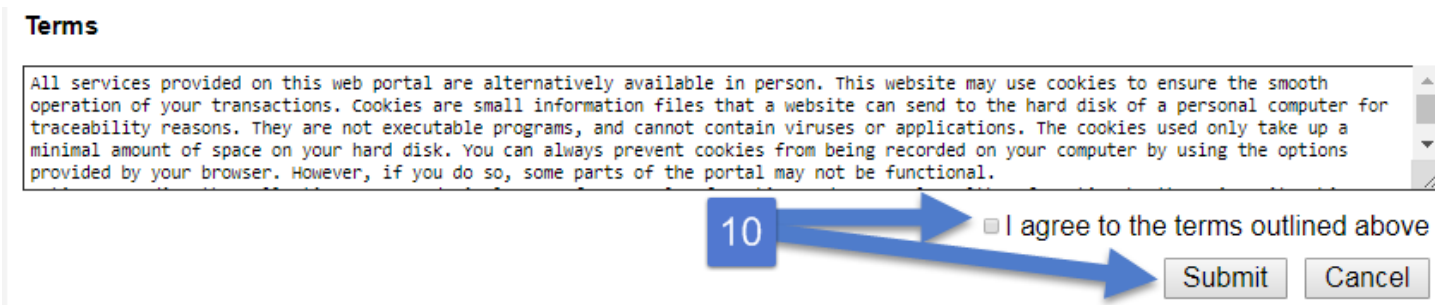 Terms
All services provided on this web portal are alternatively available in person. This website may use cookies to ensure the smooth
operation of your transactions. Cookies are small information files that a website can send to the hard disk of a personal computer for
traceability reasons. They are not executable programs, and cannot contain viruses or applications. The cookies used only take up a
minimal amount of space on your hard disk. You can always prevent cookies from being recorded on your computer by using the options
provided by your browser. However, if you do so, some parts of the portal may not be functional.
10
I agree to the terms outlined above
Submit Cancel